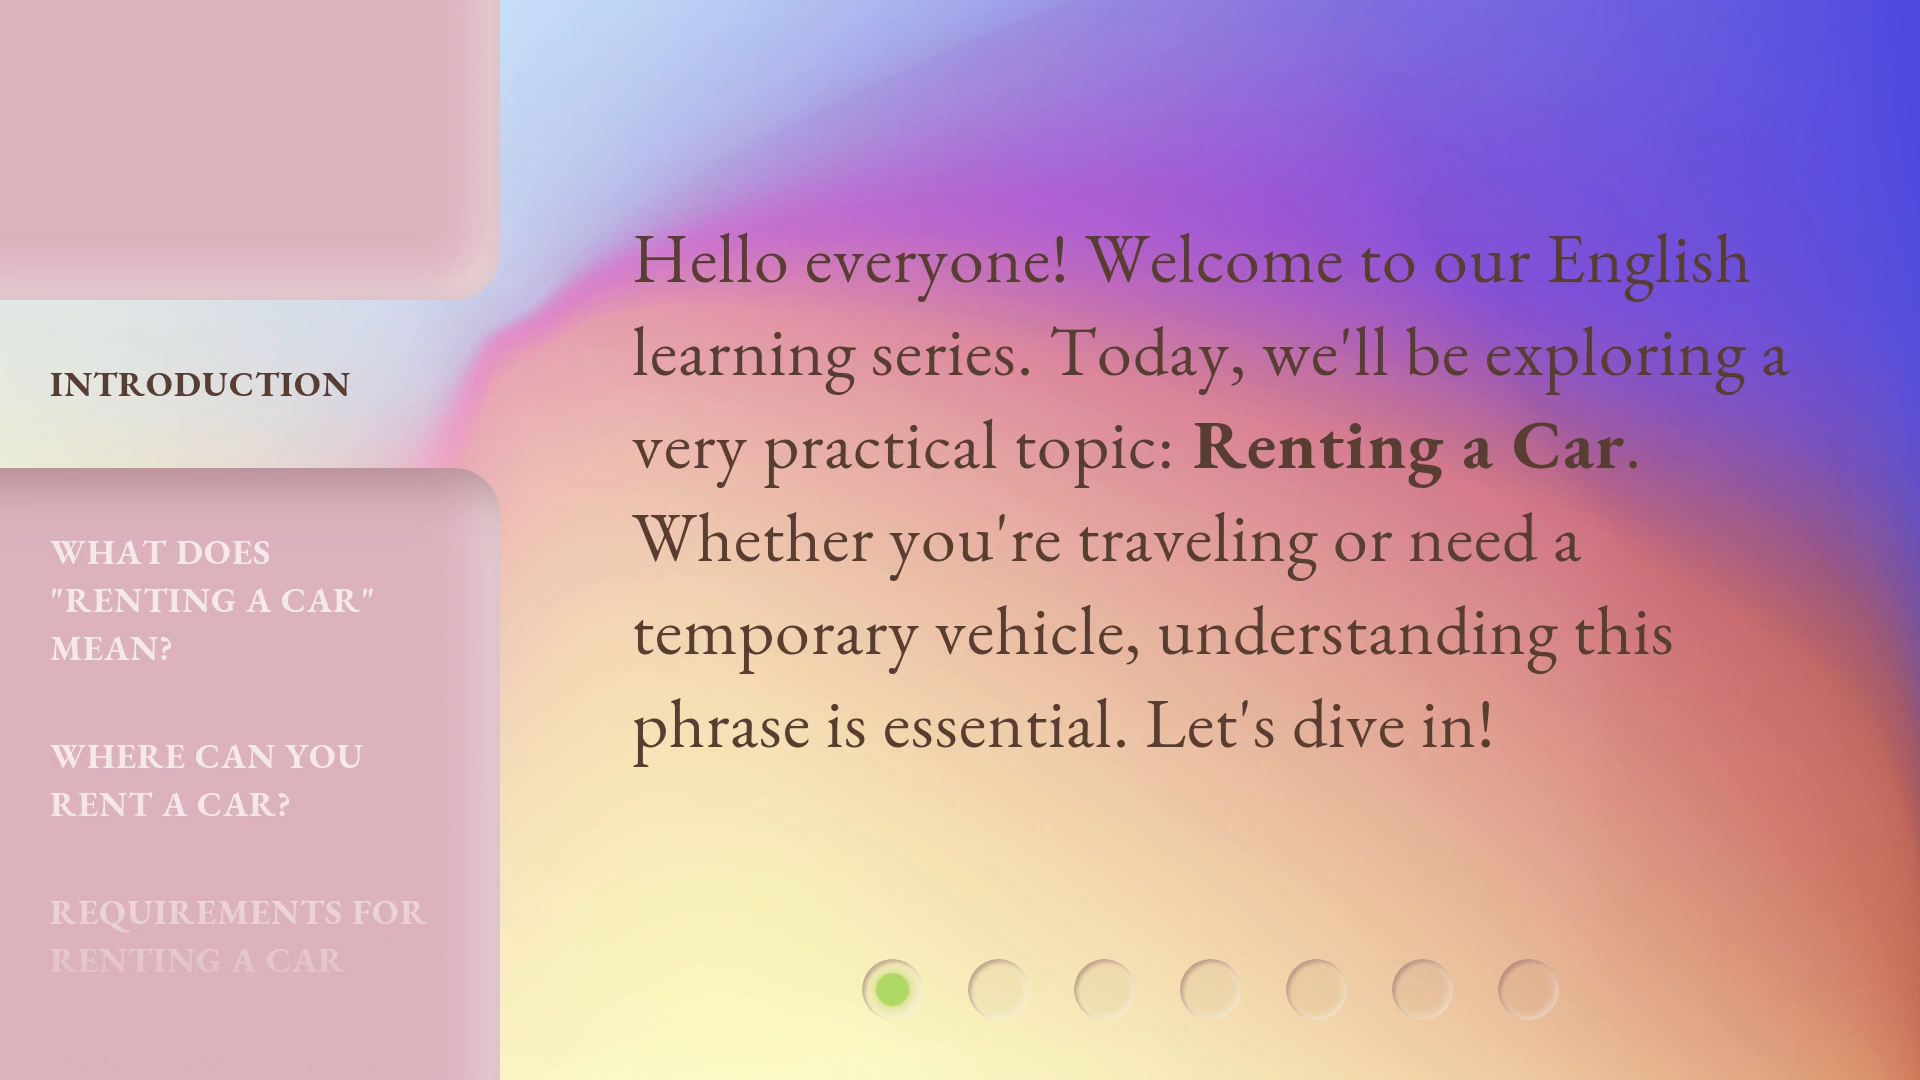 INTRODUCTION
WHAT DOES
"RENTING A CAR"
MEAN?
WHERE CAN YOU
RENT A CAR?
REQUIREMENTS FOR
RENTING A CAR
Hello everyone! Welcome to our English
learning series. Today, we'll be exploring a
very practical topic: Renting a Car.
Whether you're traveling or need a
temporary vehicle, understanding this
phrase is essential. Let's dive in!